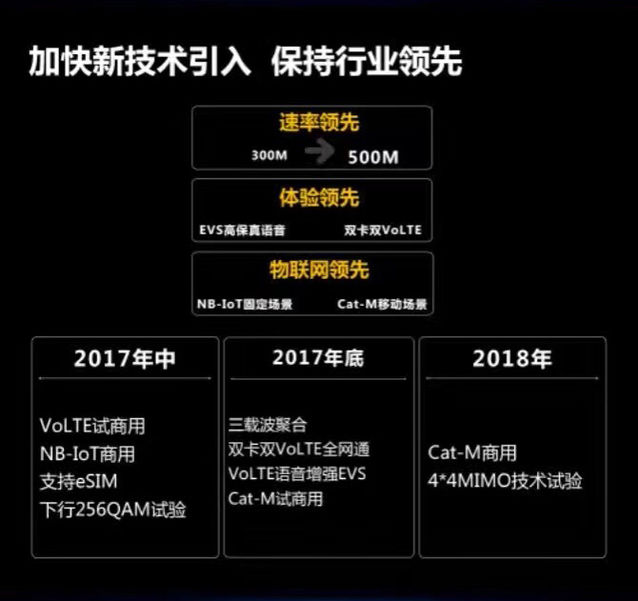 加快新技术引入 保持行业领先
速率领先
300M 500M
体验领先
EVS高保真语音 双卡双VoLTE
物联网领先
NB-IoT固定场景 Cat-M移动场景
2017年中
VoLTE试商用
NB-IoT商用
支持eSIM
下行256QAM试验
2017年底
三载波聚合
双卡双VoLTE全网通
VoLTE语音增强EVS
Cat-M试商用
2018年
Cat-M商用
4*4MIMO技术试验